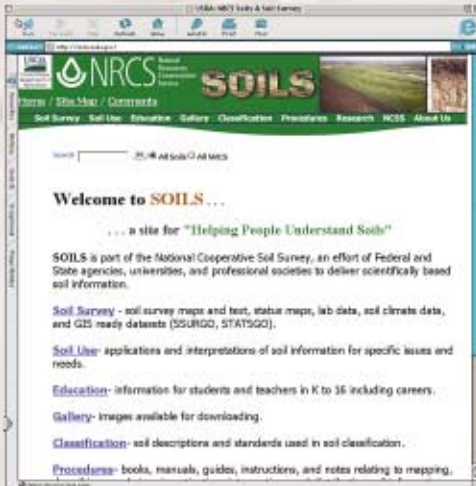 USDA-NRCS Soils & Soil Survey
USDA
NRCS Natural Resources Conservation Service
SOILS
Home / Site Map / Comments
Soil Survey Soil Use Education Gallery Classification Procedures Research NCSS About Us
Search All Soils All NRCS
Welcome to SOILS . . .
. . . a site for "Helping People Understand Soils"
SOILS is part of the National Cooperative Soil Survey, an effort of Federal and
State agencies, universities, and professional societies to deliver scientifically based
soil information.
Soil Survey - soil survey maps and text, status maps, lab data, soil climate data,
and GIS ready datasets (SSURGO, STATSGO).
Soil Use- applications and interpretations of soil information for specific issues and
needs.
Education- information for students and teachers in K to 16 including careers.
Gallery- images available for downloading.
Classification- soil descriptions and standards used in soil classification.
Procedures- books, manuals, guides, instructions, and notes relating to mapping,